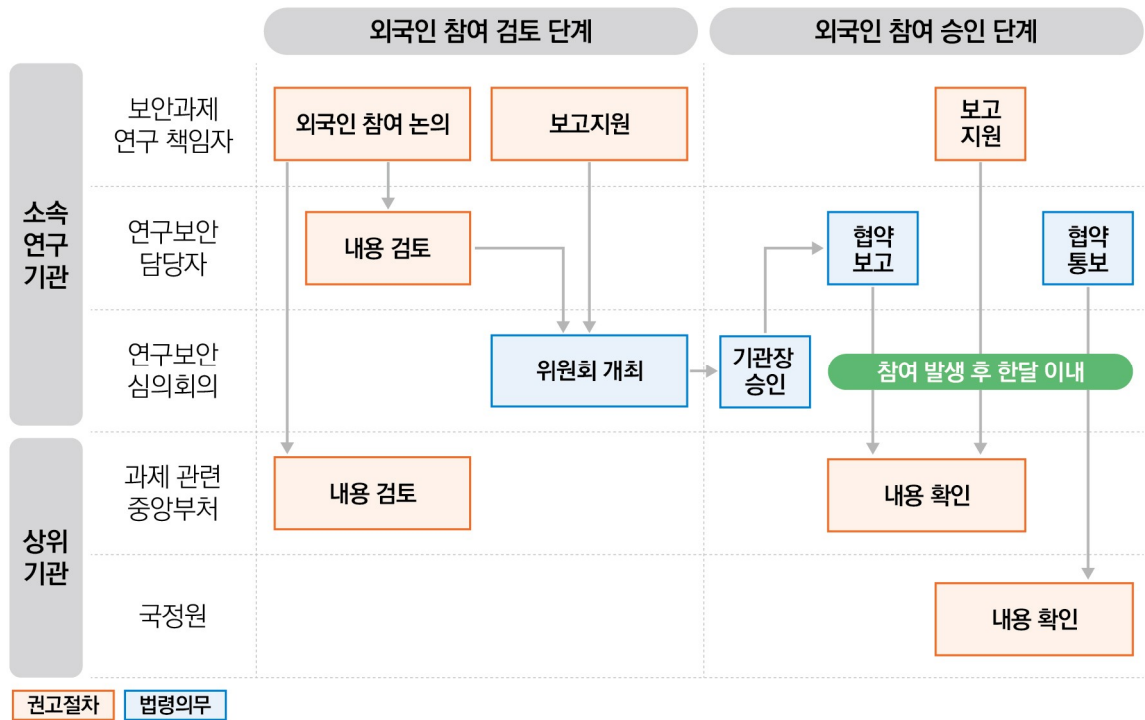 외국인 참여 검토 단계
외국인 참여 승인 단계
소속
연구
기관
보안과제
연구 책임자
외국인 참여 논의
보고지원
보고
지원
연구보안
담당자
내용 검토
협약
보고
협약
통보
연구보안
심의회의
위원회 개최
기관장
승인
참여 발생 후 한달 이내
상위
기관
과제 관련
중앙부처
내용 검토
내용 확인
국정원
내용 확인
권고절차
법령의무